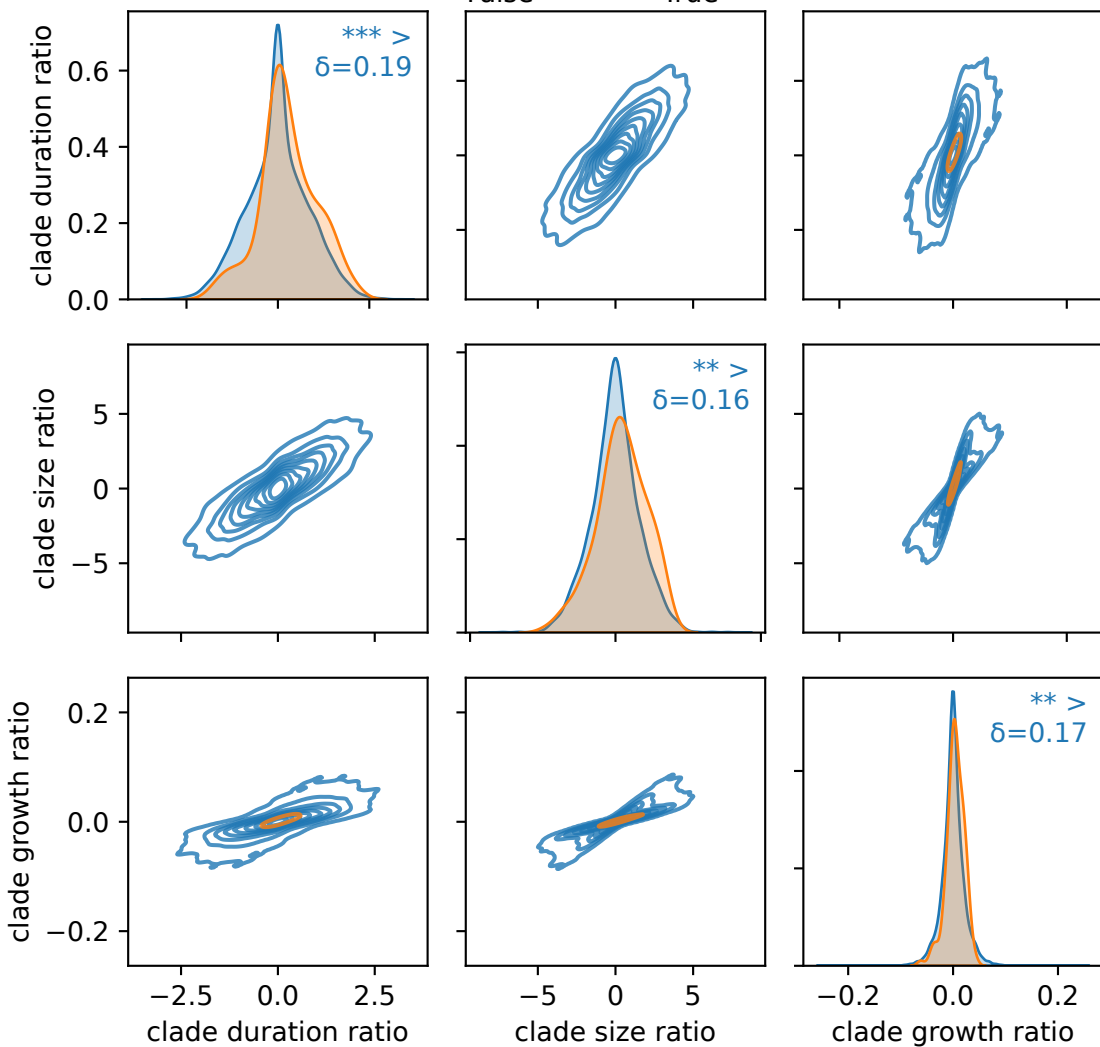 True
clade duration ratio
0.6
0.4
0.2
0.0
*** >
δ=0.19
clade size ratio
5
0
−5
** >
δ=0.16
clade growth ratio
0.2
0.0
−0.2
** >
δ=0.17
−2.5 0.0 2.5
−5 0 5
−0.2 0.0 0.2
clade duration ratio
clade size ratio
clade growth ratio